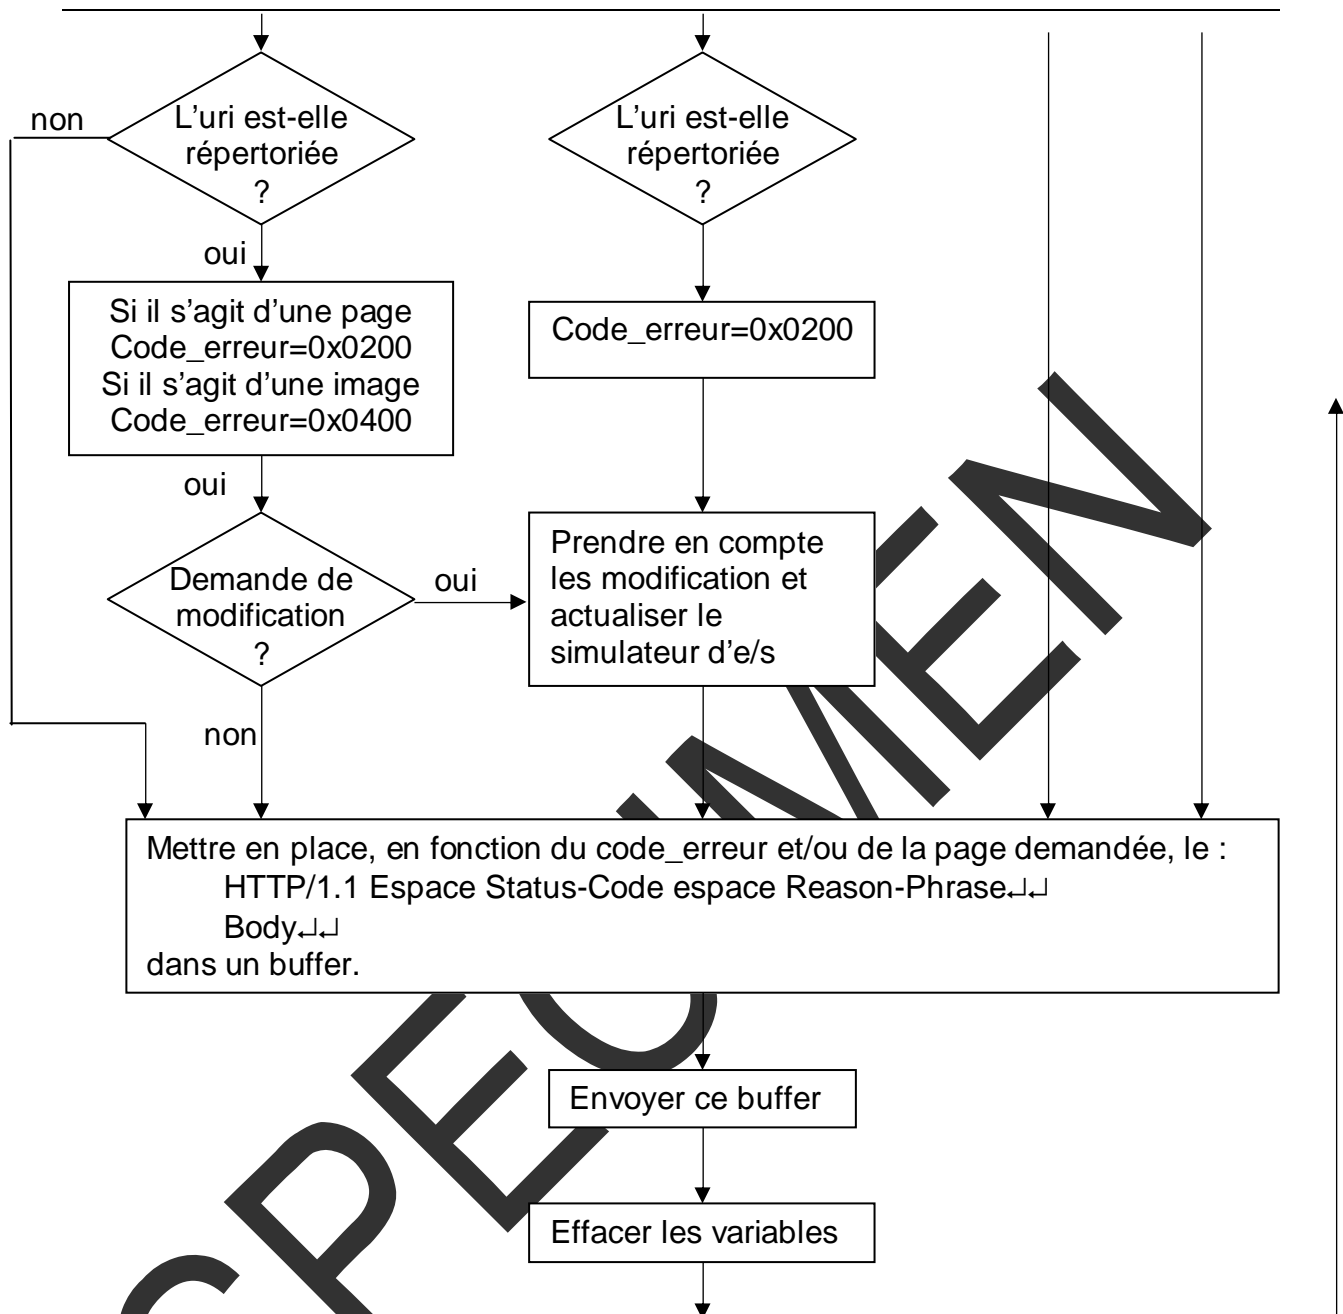 non
L'uri est-elle
répertoriée
?
L'uri est-elle
répertoriée
?
oui
Si il s'agit d'une page
Code_erreur=0x0200
Si il s'agit d'une image
Code_erreur=0x0400
Code_erreur=0x0200
oui
Demande de
modification
?
oui
Prendre en compte
les modification et
actualiser le
simulateur d'e/s
non
Mettre en place, en fonction du code_erreur et/ou de la page demandée, le :
HTTP/1.1 Espace Status-Code espace Reason-Phrase↵↵
Body↵↵
dans un buffer.
Envoyer ce buffer
Effacer les variables
SPECIMEN